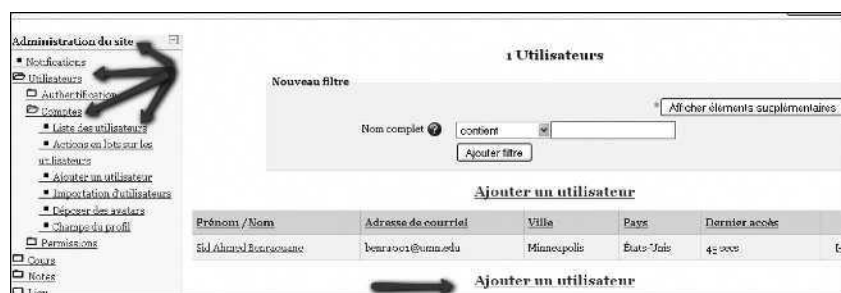 Administration du site
Notifications
Utilisateurs
Authentification
Comptes
Liste des utilisateurs
Actions en lots sur les
utilisateurs
Ajouter un utilisateur
Importation d'utilisateurs
Déposer des avatars
Champs du profil
Permissions
Cours
Notes
1 Utilisateurs
Nouveau filtre
* Afficher éléments supplémentaires
Nom complet contient
Ajouter filtre
Ajouter un utilisateur
Prénom / Nom Adresse de courriel Ville Pays Dernier accès
Sid Ahmed Benraouane benra001@umn.edu Minneapolis États-Unis 45 secs
Ajouter un utilisateur